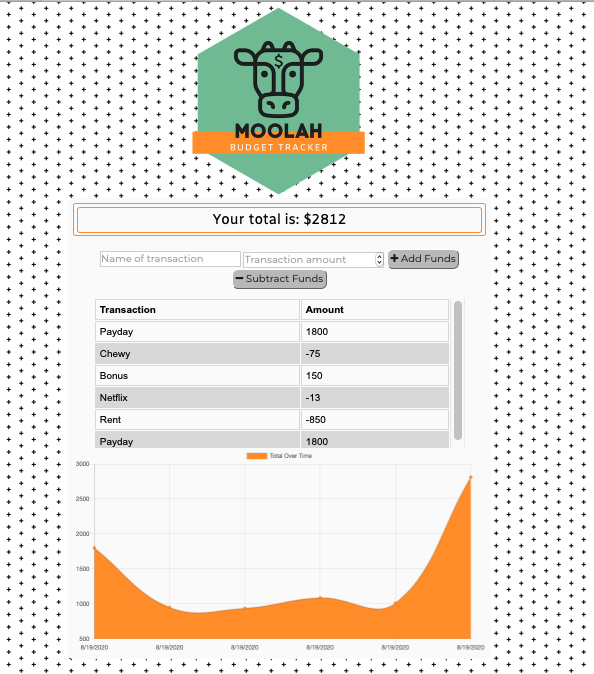 $
MOOLAH
BUDGET TRACKER
Your total is: $2812
Name of transaction Transaction amount + Add Funds
− Subtract Funds
Transaction Amount
Payday 1800
Chewy -75
Bonus 150
Netflix -13
Rent -850
Payday 1800
Total Over Time
3000
2500
2000
1500
1000
500
8/19/2020 8/19/2020 8/19/2020 8/19/2020 8/19/2020 8/19/2020